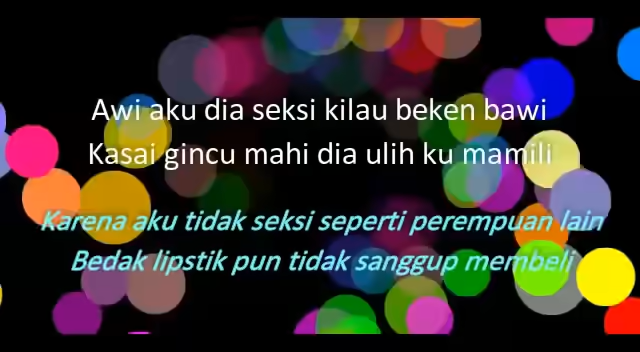 Awi aku dia seksi kilau beken bawi
Kasai gincu mahi dia ulih ku mamili
Karena aku tidak seksi seperti perempuan lain
Bedak lipstik pun tidak sanggup membeli